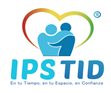 IPSTID®
En tu Tiempo, en tu Espacio, en Confianza